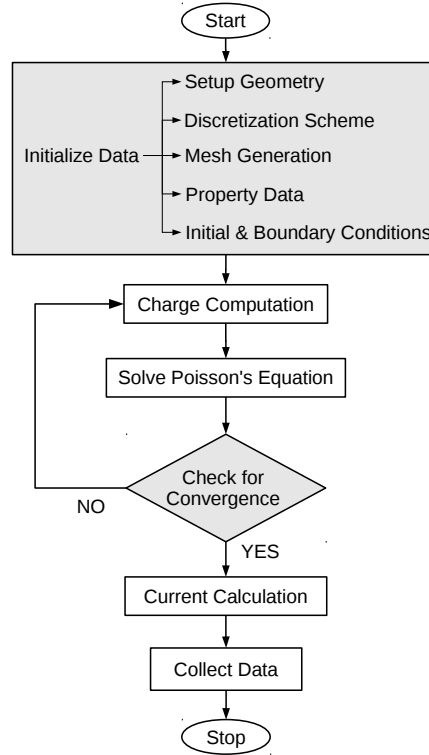 Start
Setup Geometry
Discretization Scheme
Initialize Data
Mesh Generation
Property Data
Initial & Boundary Conditions
Charge Computation
Solve Poisson's Equation
Check for
Convergence
NO
YES
Current Calculation
Collect Data
Stop